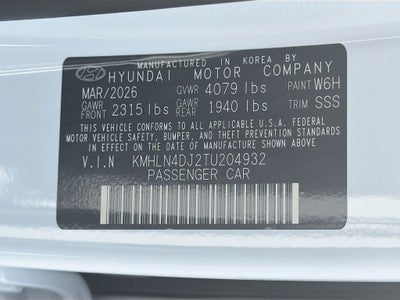 MANUFACTURED IN KOREA BY
HYUNDAI MOTOR COMPANY
MAR/2026 GVWR 4079 lbs PAINT W6H
GAWR FRONT 2315 lbs GAWR REAR 1940 lbs TRIM SSS
THIS VEHICLE CONFORMS TO ALL APPLICABLE U.S. FEDERAL
MOTOR VEHICLE SAFETY, BUMPER, AND THEFT PREVENTION STANDARDS
IN EFFECT ON THE DATE OF MANUFACTURE SHOWN ABOVE.
V.I.N KMHLN4DJ2TU204932
PASSENGER CAR